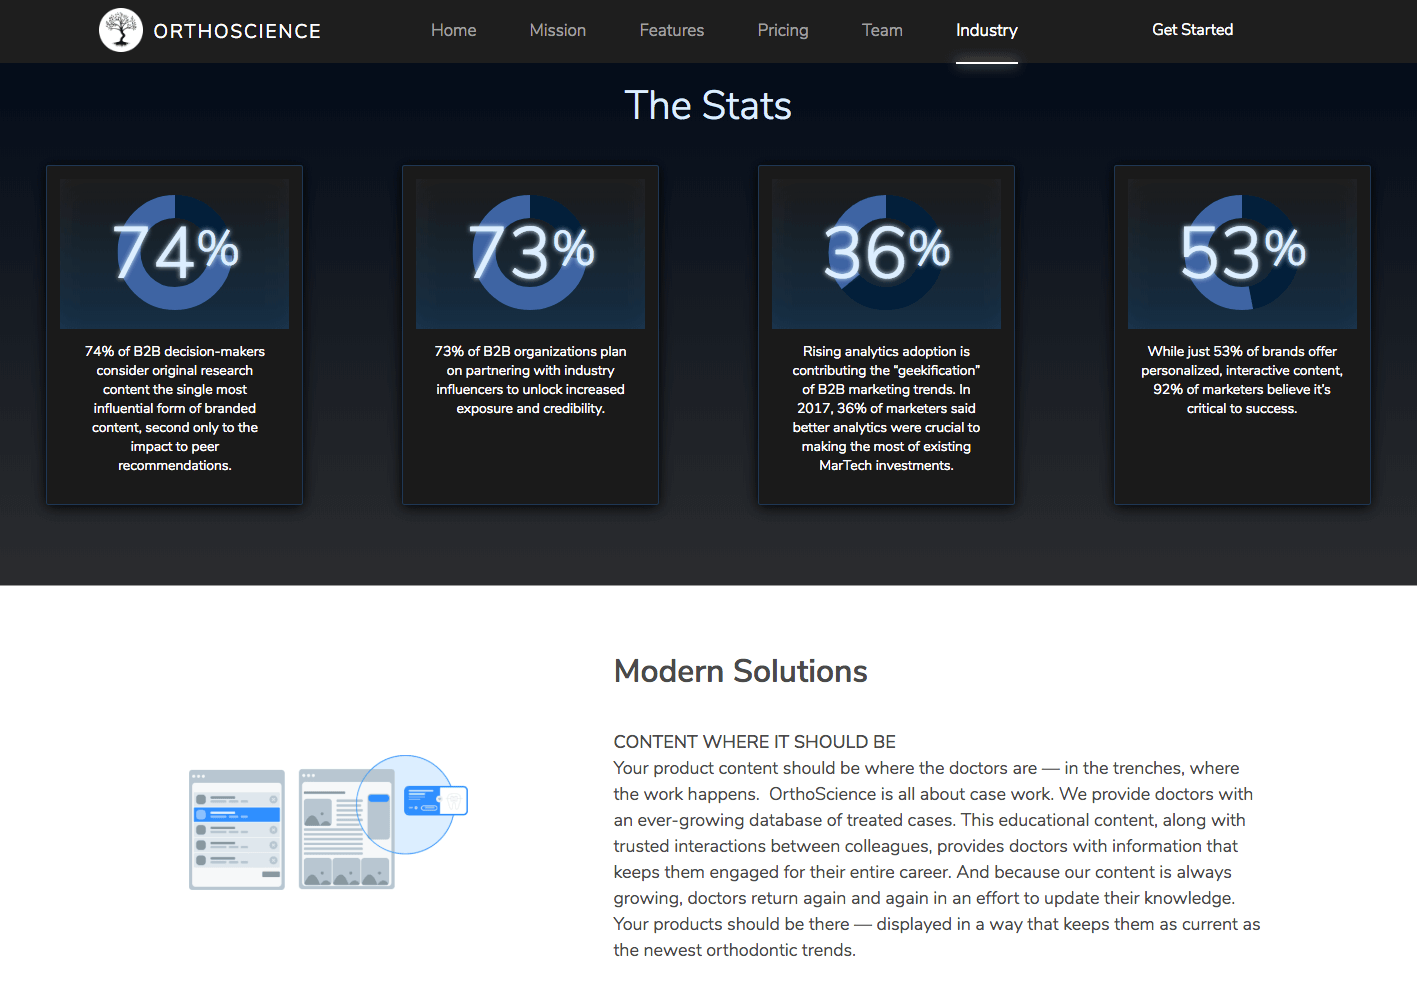 ORTHOSCIENCE
Home
Mission
Features
Pricing
Team
Industry
Get Started
The Stats
74%
74% of B2B decision-makers
consider original research
content the single most
influential form of branded
content, second only to the
impact to peer
recommendations.
73%
73% of B2B organizations plan
on partnering with industry
influencers to unlock increased
exposure and credibility.
36%
Rising analytics adoption is
contributing the "geekification"
of B2B marketing trends. In
2017, 36% of marketers said
better analytics were crucial to
making the most of existing
MarTech investments.
53%
While just 53% of brands offer
personalized, interactive content,
92% of marketers believe it's
critical to success.
Modern Solutions
CONTENT WHERE IT SHOULD BE
Your product content should be where the doctors are — in the trenches, where
the work happens.  OrthoScience is all about case work. We provide doctors with
an ever-growing database of treated cases. This educational content, along with
trusted interactions between colleagues, provides doctors with information that
keeps them engaged for their entire career. And because our content is always
growing, doctors return again and again in an effort to update their knowledge.
Your products should be there — displayed in a way that keeps them as current as
the newest orthodontic trends.